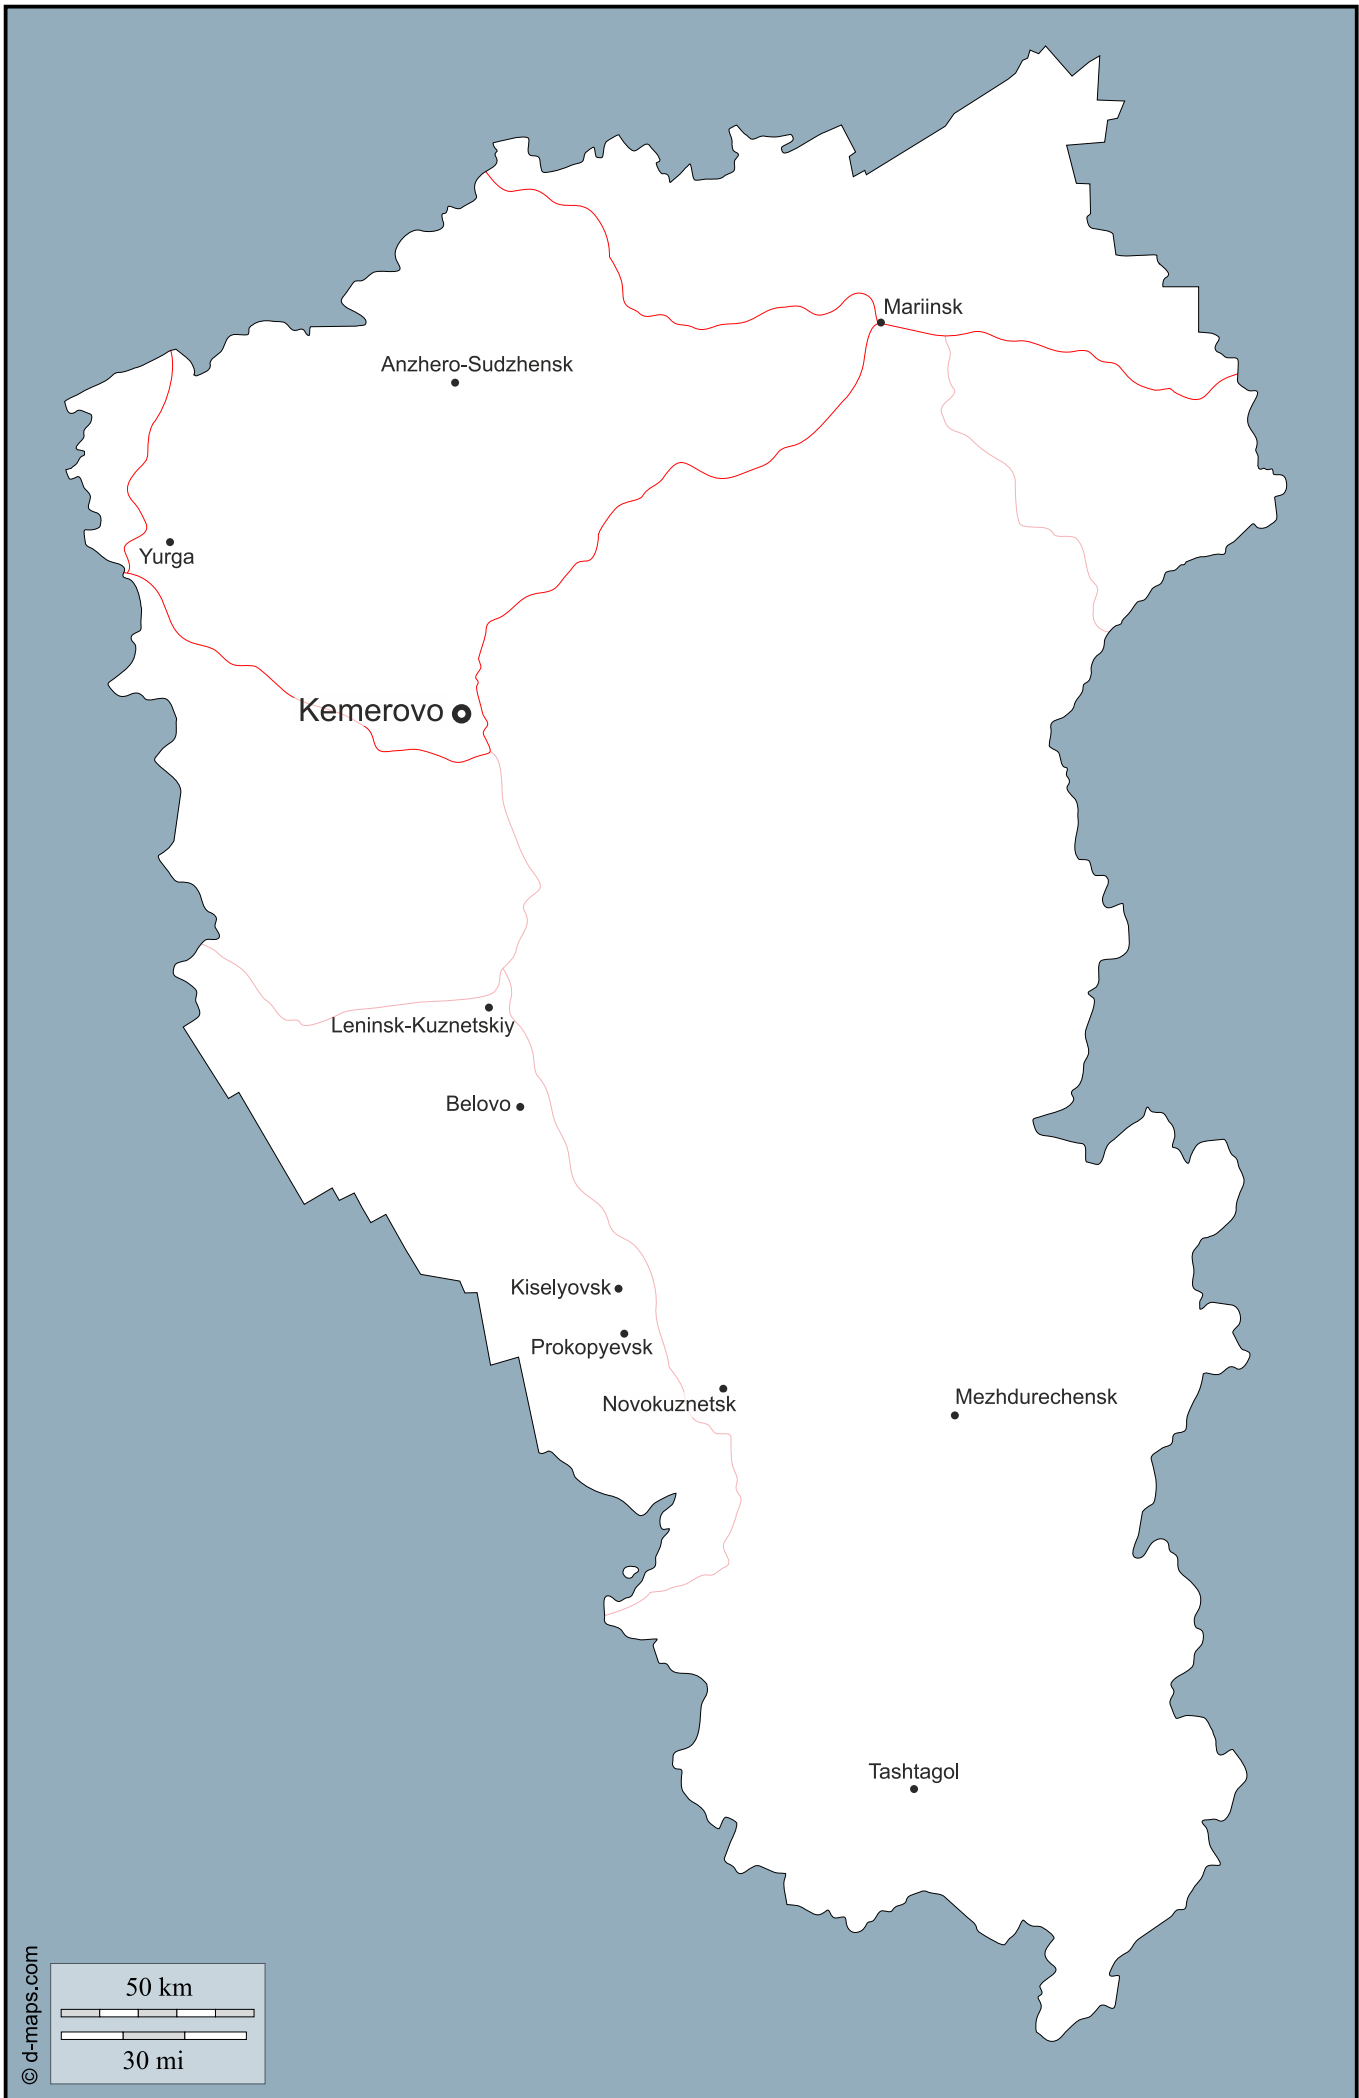 Mariinsk
Anzhero-Sudzhensk
Yurga
Kemerovo
Leninsk-Kuznetskiy
Belovo
Kiselyovsk
Prokopyevsk
Novokuznetsk
Mezhdurechensk
Tashtagol
50 km
30 mi
© d-maps.com